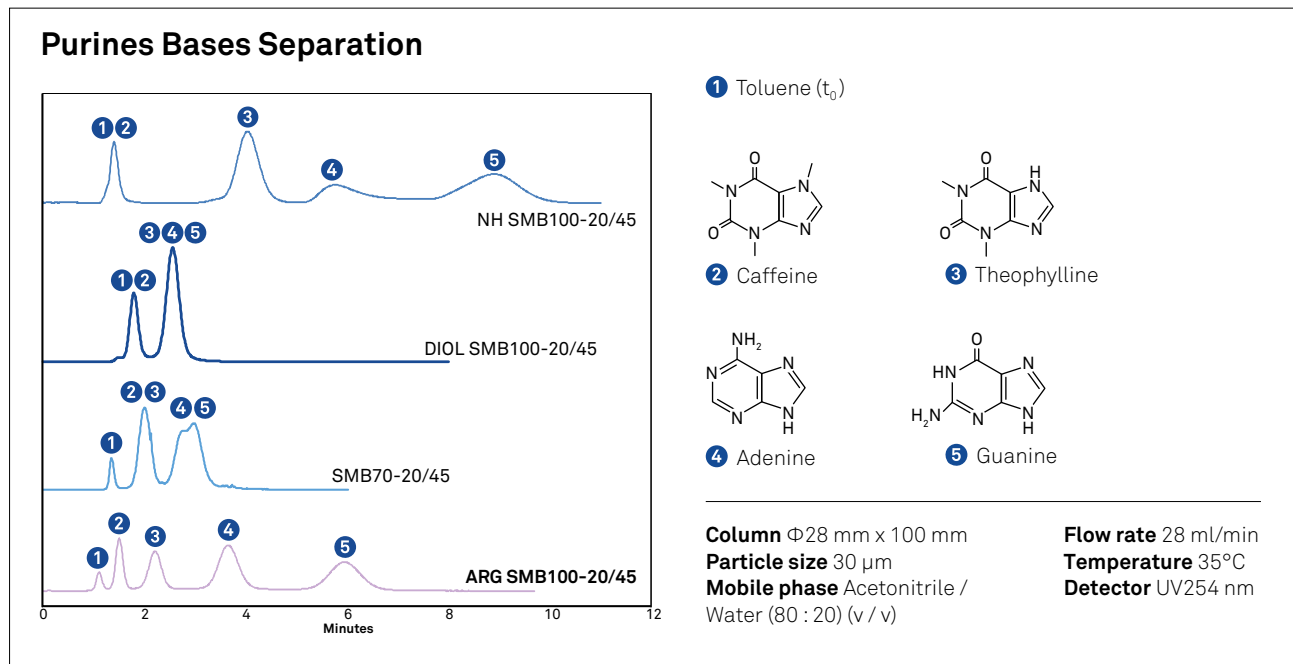 Purines Bases Separation
1 2
3
4
5
NH SMB100-20/45
3 4 5
1 2
DIOL SMB100-20/45
2 3
4 5
1
SMB70-20/45
2
3
4
5
1
ARG SMB100-20/45
0 2 4 6 8 10 12
Minutes
1 Toluene (t₀)
O
N
N
O
N
N
2 Caffeine
O
H
N
N
O
N
N
3 Theophylline
NH₂
N
N
N
N
H
4 Adenine
O
HN
N
H₂N
N
N
H
5 Guanine
Column Φ28 mm x 100 mm
Particle size 30 µm
Mobile phase Acetonitrile /
Water (80 : 20) (v / v)
Flow rate 28 ml/min
Temperature 35°C
Detector UV254 nm